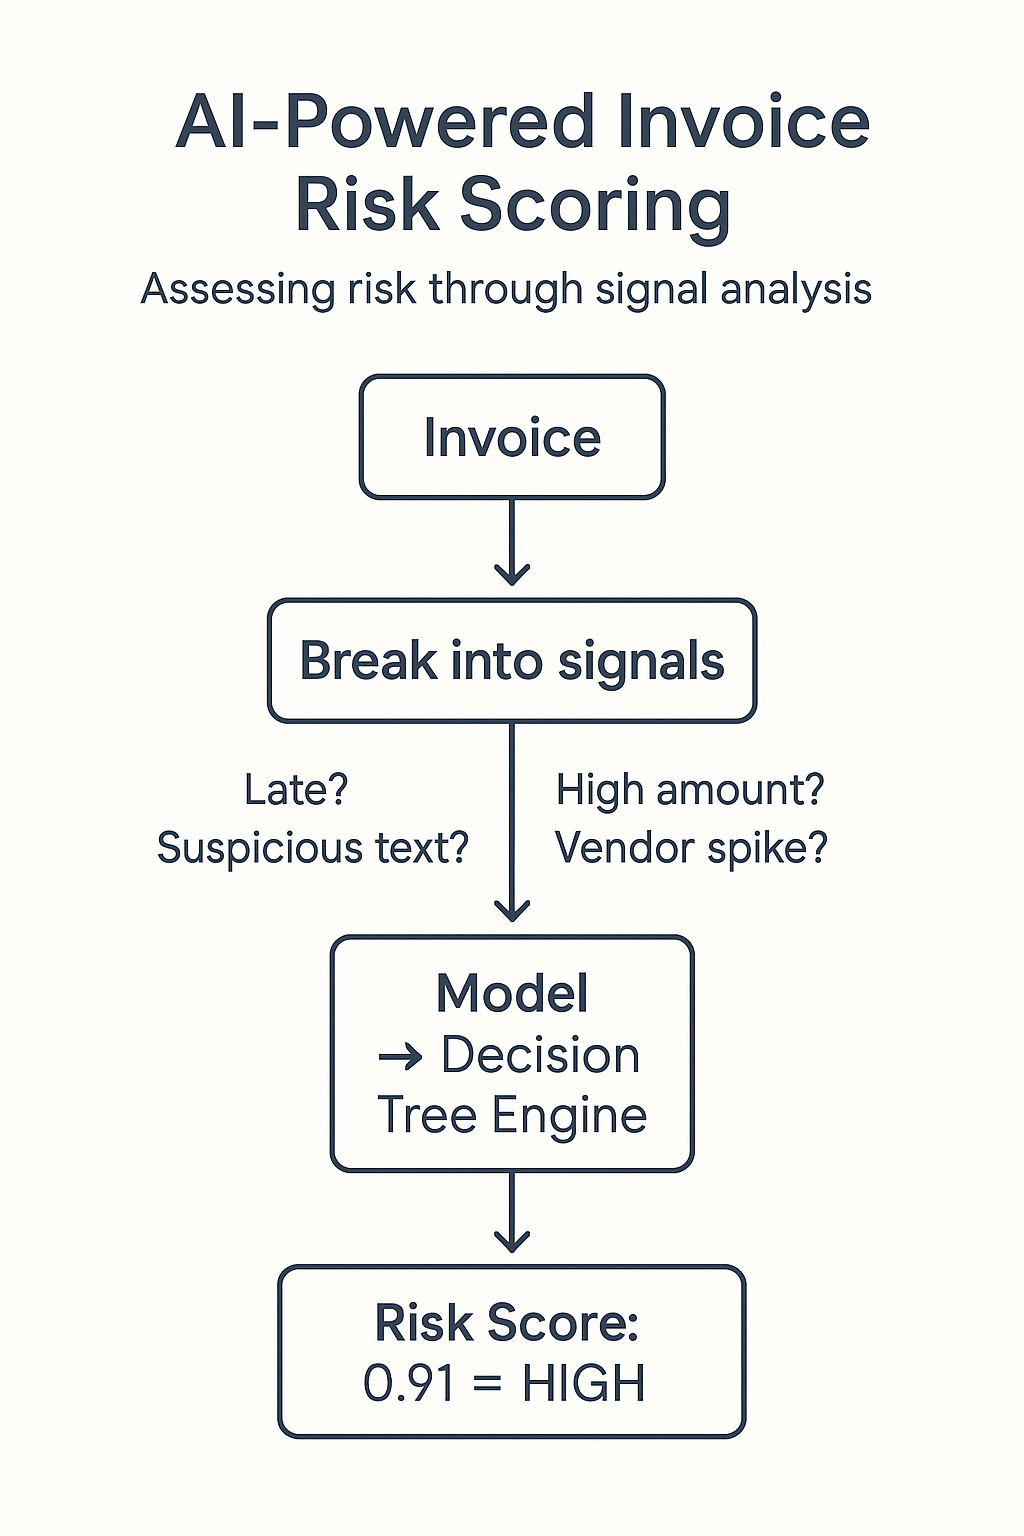 AI-Powered Invoice
Risk Scoring
Assessing risk through signal analysis
Invoice
Break into signals
Late?
Suspicious text?
High amount?
Vendor spike?
Model
→ Decision
Tree Engine
Risk Score:
0.91 = HIGH